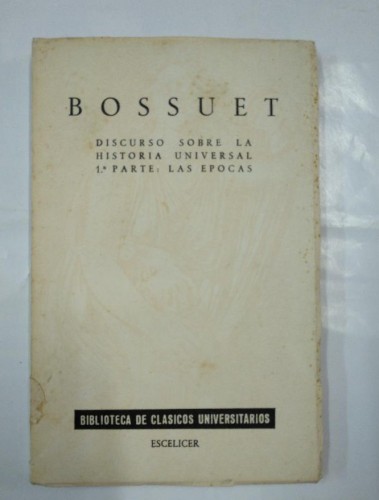 BOSSUET
DISCURSO SOBRE LA
HISTORIA UNIVERSAL
1.ª PARTE: LAS EPOCAS
BIBLIOTECA DE CLASICOS UNIVERSITARIOS
ESCELICER